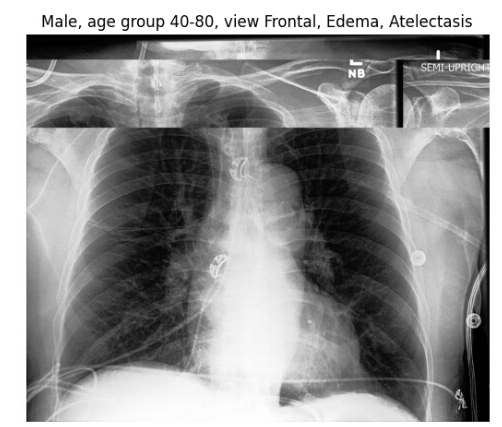 Male, age group 40-80, view Frontal, Edema, Atelectasis
NB
SEMI-UPRIGHT